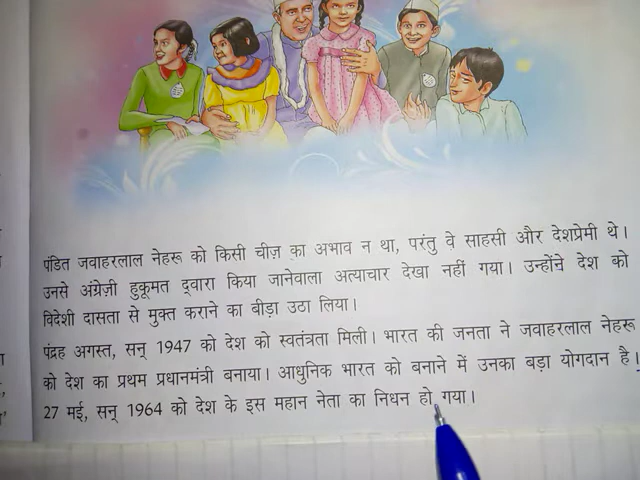 पंडित जवाहरलाल नेहरू को किसी चीज़ का अभाव न था, परंतु वे साहसी और देशप्रेमी थे।
उनसे अंग्रेज़ी हुकूमत द्वारा किया जानेवाला अत्याचार देखा नहीं गया। उन्होंने देश को
विदेशी दासता से मुक्त कराने का बीड़ा उठा लिया।
पंद्रह अगस्त, सन् 1947 को देश को स्वतंत्रता मिली। भारत की जनता ने जवाहरलाल नेहरू
को देश का प्रथम प्रधानमंत्री बनाया। आधुनिक भारत को बनाने में उनका बड़ा योगदान है।
27 मई, सन् 1964 को देश के इस महान नेता का निधन हो गया।